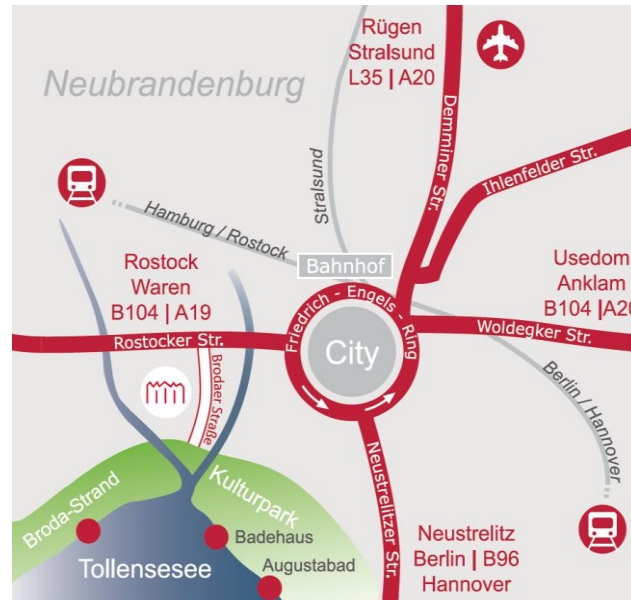 Neubrandenburg
Rügen
Stralsund
L35 | A20
Demminer Str.
Ihlenfelder Str.
Stralsund
Hamburg / Rostock
Bahnhof
Rostock
Waren
B104 | A19
Usedom
Anklam
B104 | A20
Rostocker Str.
Friedrich - Engels - Ring
City
Woldegker Str.
Brodaer Straße
Berlin / Hannover
Neustrelitzer Str.
Broda-Strand
Kulturpark
Badehaus
Tollensesee
Augustabad
Neustrelitz
Berlin | B96
Hannover